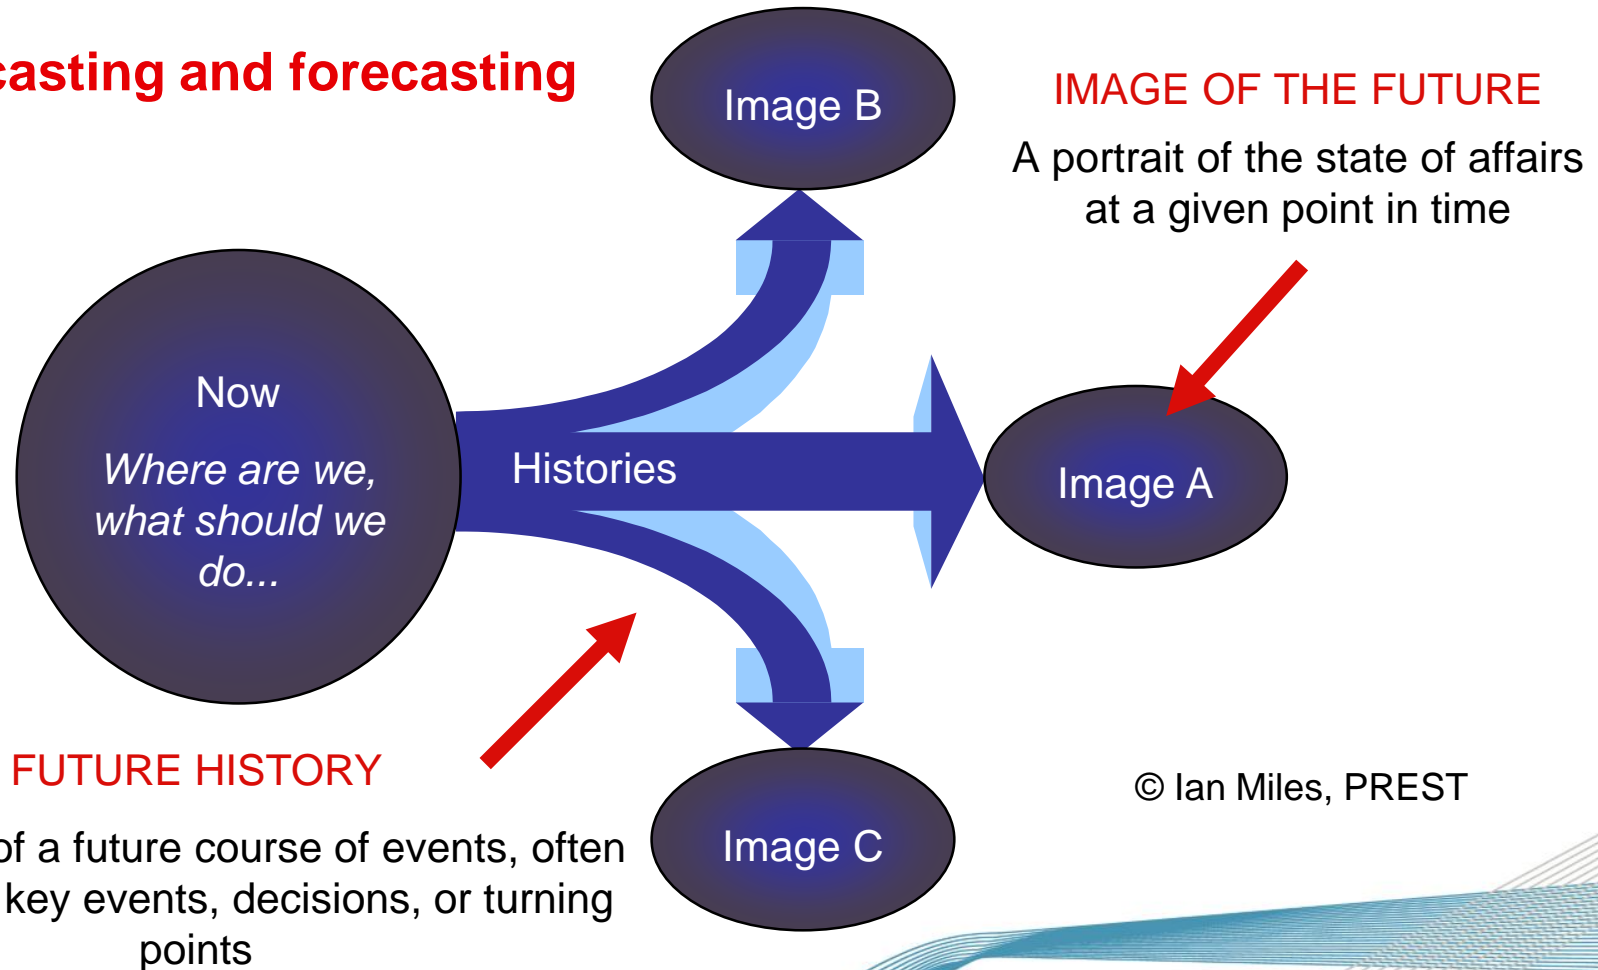 casting and forecasting
Image B
IMAGE OF THE FUTURE
A portrait of the state of affairs
at a given point in time
Now
Where are we,
what should we
do...
Histories
Image A
FUTURE HISTORY
of a future course of events, often
key events, decisions, or turning
points
Image C
© Ian Miles, PREST